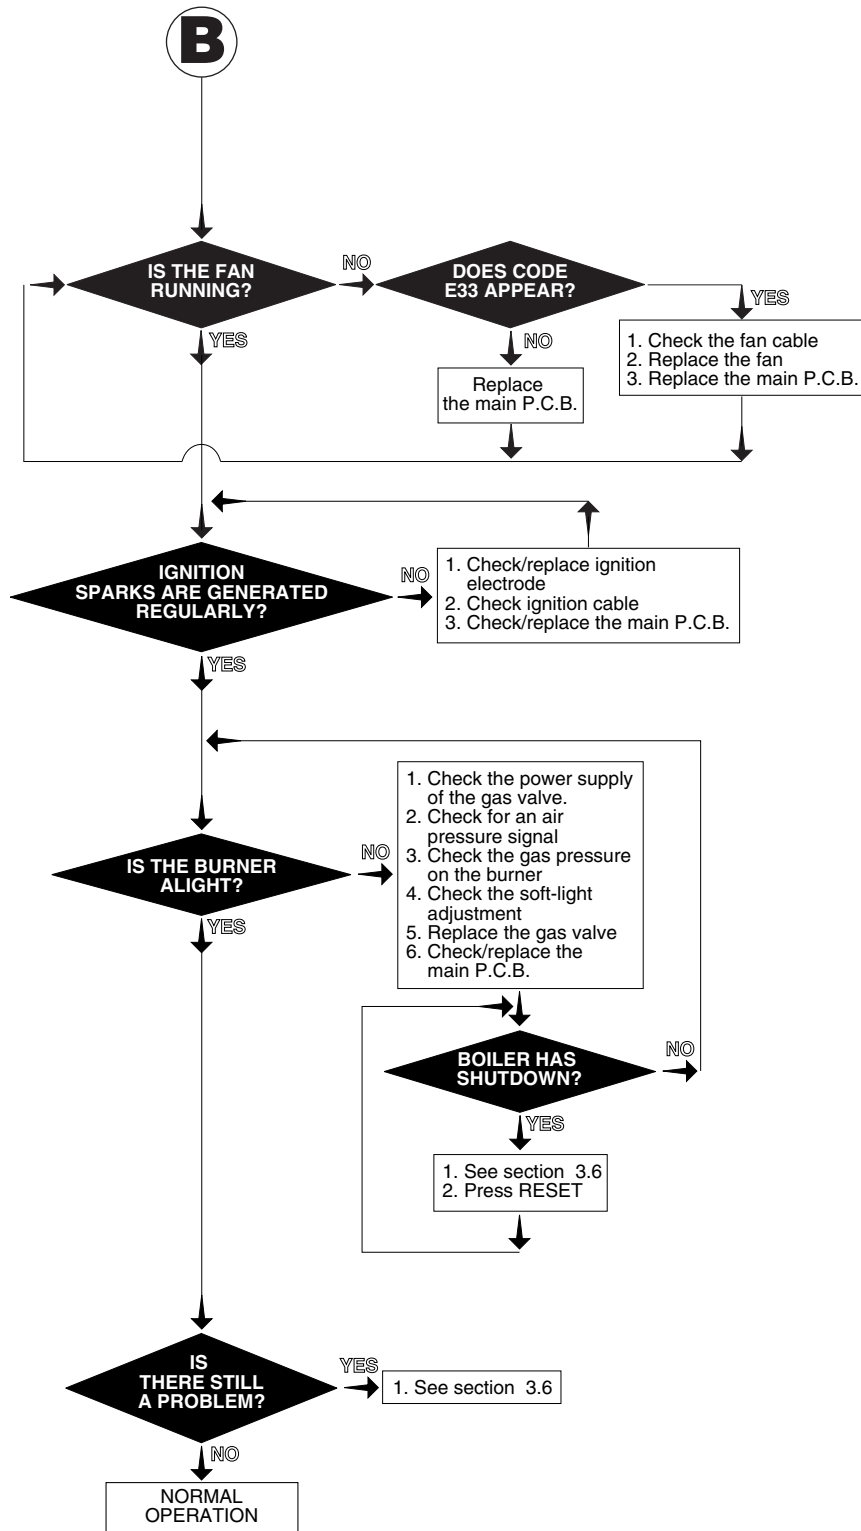 B
IS THE FAN
RUNNING?
NO
DOES CODE
E33 APPEAR?
YES
YES
NO
1. Check the fan cable
2. Replace the fan
3. Replace the main P.C.B.
Replace
the main P.C.B.
IGNITION
SPARKS ARE GENERATED
REGULARLY?
NO
1. Check/replace ignition
electrode
2. Check ignition cable
3. Check/replace the main P.C.B.
YES
IS THE BURNER
ALIGHT?
NO
1. Check the power supply
of the gas valve.
2. Check for an air
pressure signal
3. Check the gas pressure
on the burner
4. Check the soft-light
adjustment
5. Replace the gas valve
6. Check/replace the
main P.C.B.
YES
BOILER HAS
SHUTDOWN?
NO
YES
1. See section 3.6
2. Press RESET
IS
THERE STILL
A PROBLEM?
YES
1. See section 3.6
NO
NORMAL
OPERATION